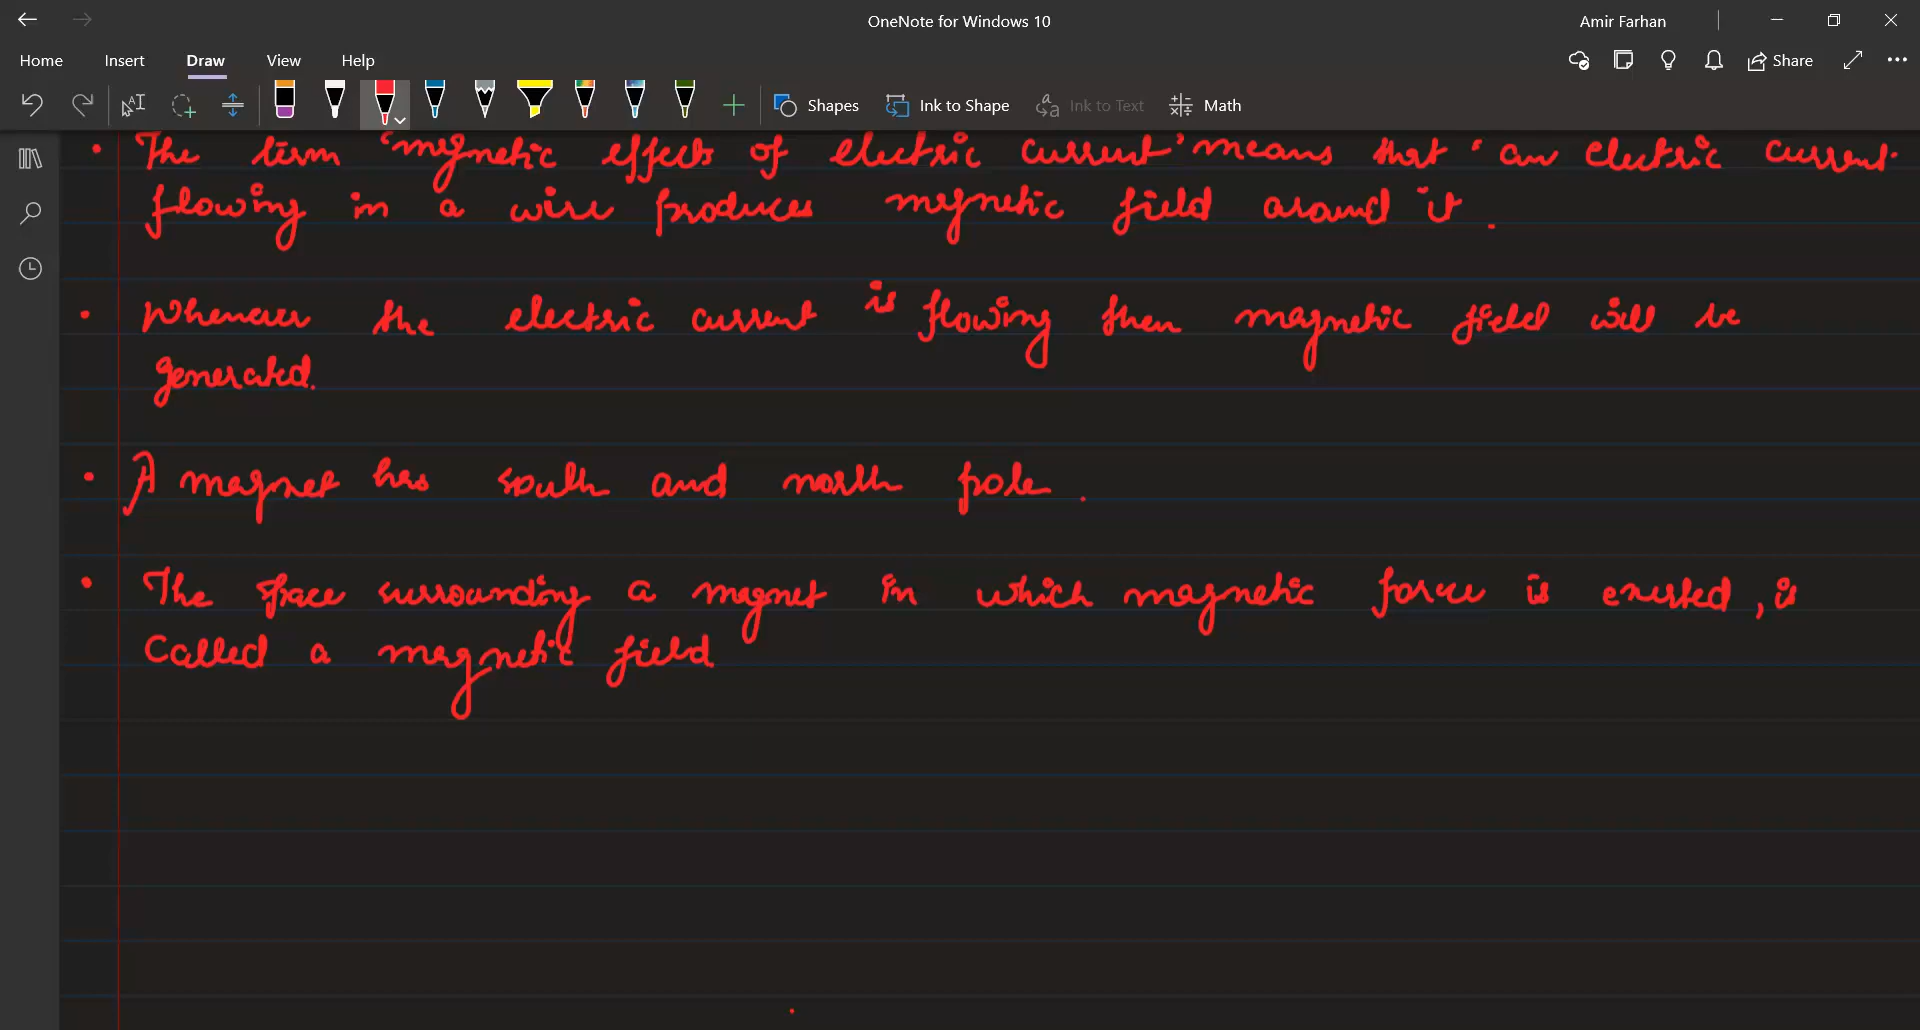 OneNote for Windows 10
Amir Farhan
Home Insert Draw View Help
Share
Shapes Ink to Shape Ink to Text Math
• The term 'megnetic effects of electric current' means that 'an electric current
flowing in a wire produces megnetic field around it.
• Whenever the electric current is flowing then magnetic field will be
generated.
• A magnet has south and north pole.
• The space surrounding a magnet in which magnetic force is exerted, is
Called a megnetic field